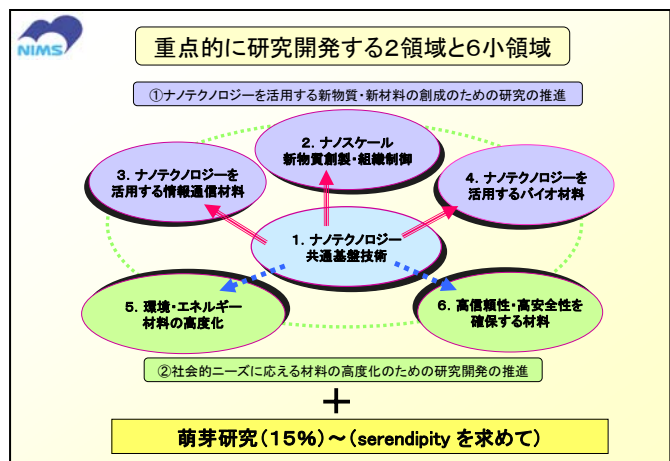 NIMS
重点的に研究開発する2領域と6小領域
①ナノテクノロジーを活用する新物質・新材料の創成のための研究の推進
2. ナノスケール
新物質創製・組織制御
3. ナノテクノロジーを
活用する情報通信材料
4. ナノテクノロジーを
活用するバイオ材料
1. ナノテクノロジー
共通基盤技術
5. 環境・エネルギー
材料の高度化
6. 高信頼性・高安全性を
確保する材料
②社会的ニーズに応える材料の高度化のための研究開発の推進
+
萌芽研究(15%)~(serendipity を求めて)